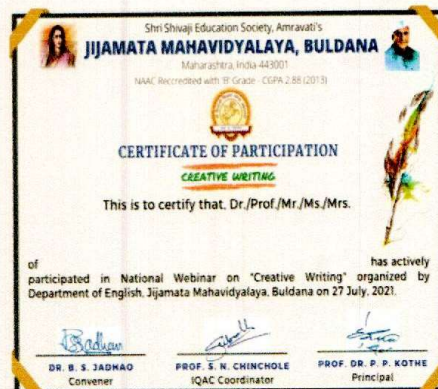 Shri Shivaji Education Society, Amravati's
JIJAMATA MAHAVIDYALAYA, BULDANA
Maharashtra, India 443001
NAAC Reccredited with 'B' Grade - CGPA 2.88 (2013)
CERTIFICATE OF PARTICIPATION
CREATIVE WRITING
This is to certify that, Dr./Prof./Mr./Ms./Mrs.
of has actively
participated in National Webinar on "Creative Writing" organized by
Department of English, Jijamata Mahavidyalaya, Buldana on 27 July, 2021.
DR. B. S. JADHAO
Convener
PROF. S. N. CHINCHOLE
IQAC Coordinator
PROF. DR. P. P. KOTHE
Principal